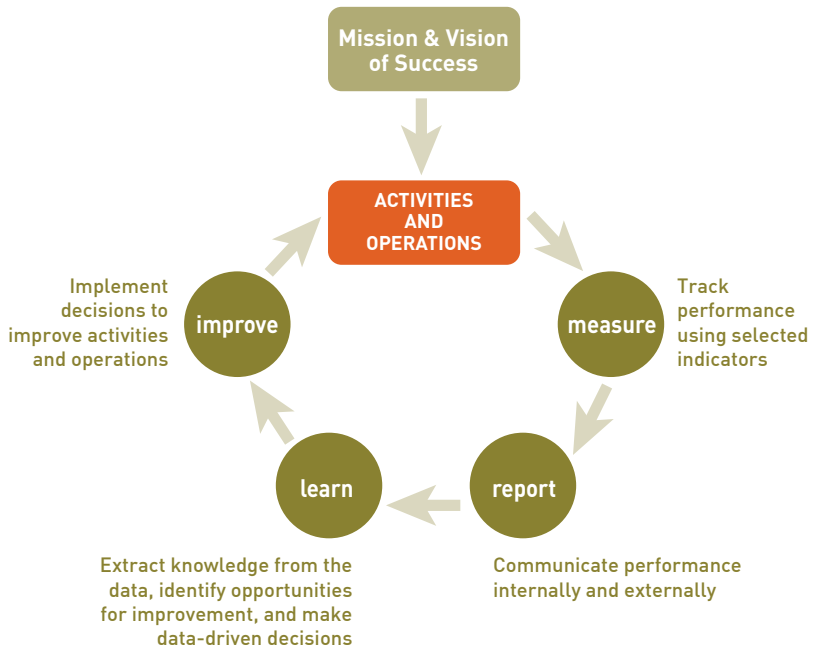 Mission & Vision
of Success
ACTIVITIES
AND
OPERATIONS
measure
Track
performance
using selected
indicators
report
Communicate performance
internally and externally
learn
Extract knowledge from the
data, identify opportunities
for improvement, and make
data-driven decisions
improve
Implement
decisions to
improve activities
and operations